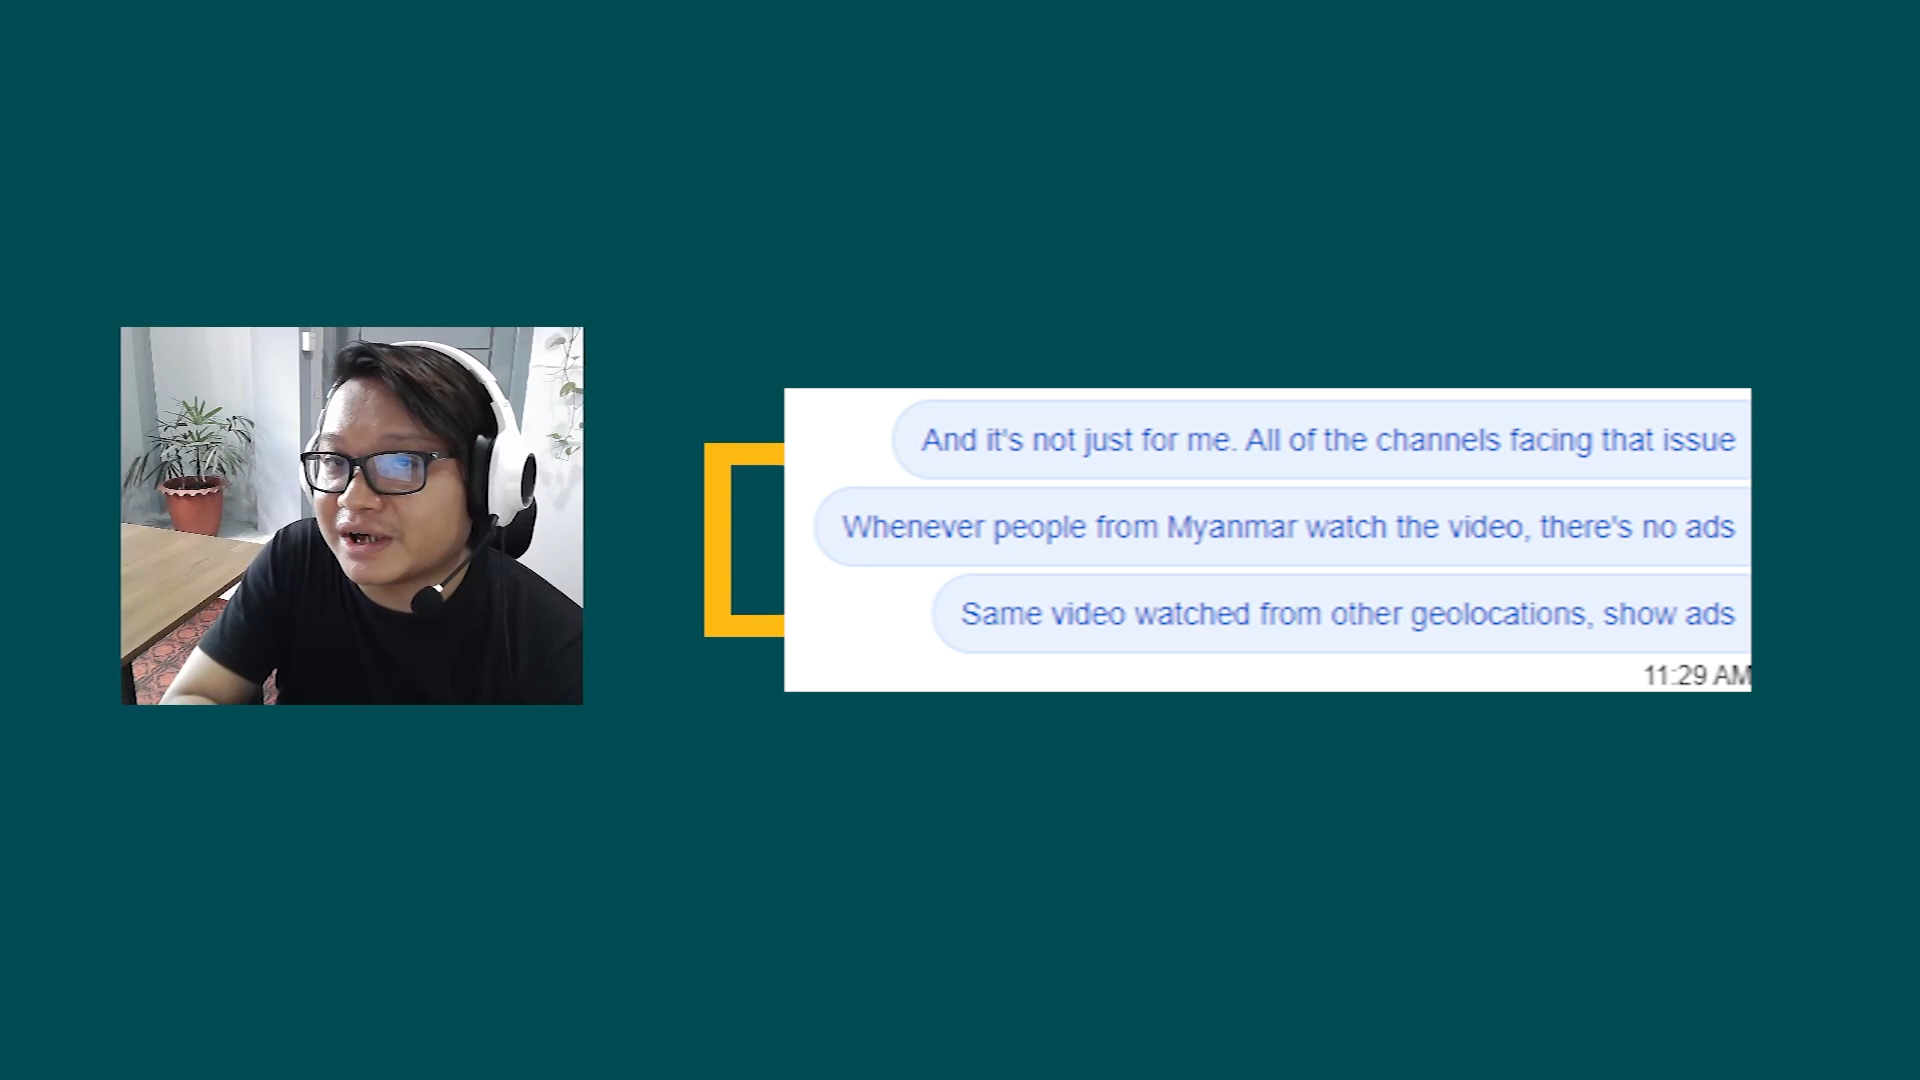 And it's not just for me. All of the channels facing that issue
Whenever people from Myanmar watch the video, there's no ads
Same video watched from other geolocations, show ads
11:29 AM